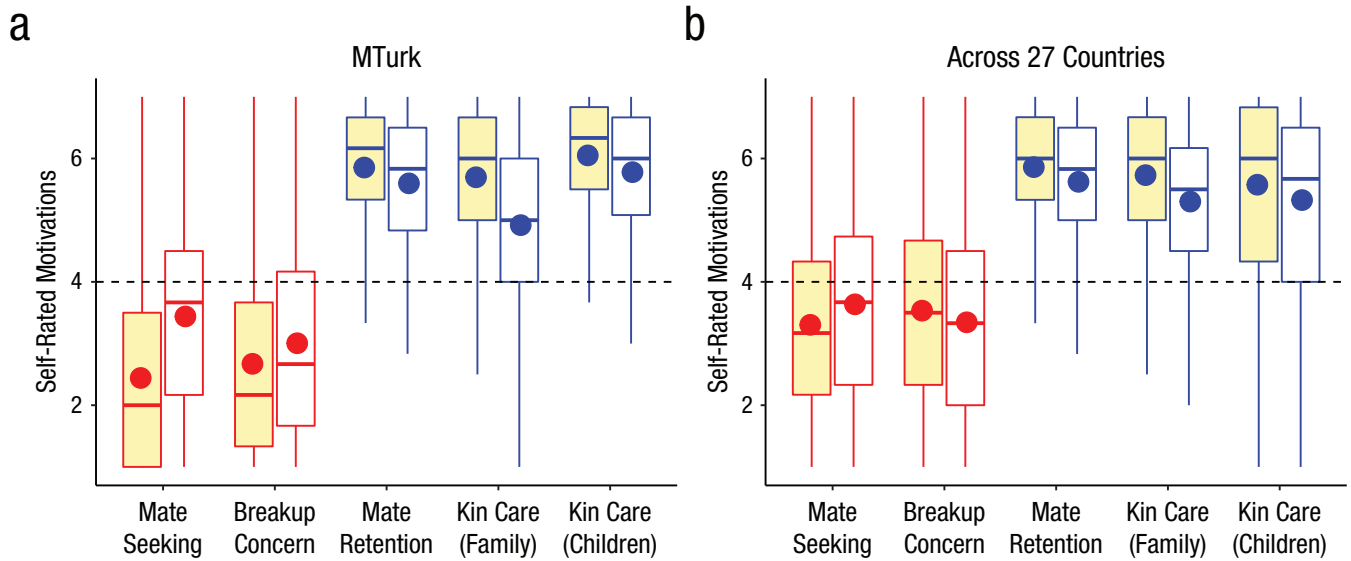 a
MTurk
Self-Rated Motivations
6
4
2
Mate
Seeking
Breakup
Concern
Mate
Retention
Kin Care
(Family)
Kin Care
(Children)
b
Across 27 Countries
Self-Rated Motivations
6
4
2
Mate
Seeking
Breakup
Concern
Mate
Retention
Kin Care
(Family)
Kin Care
(Children)